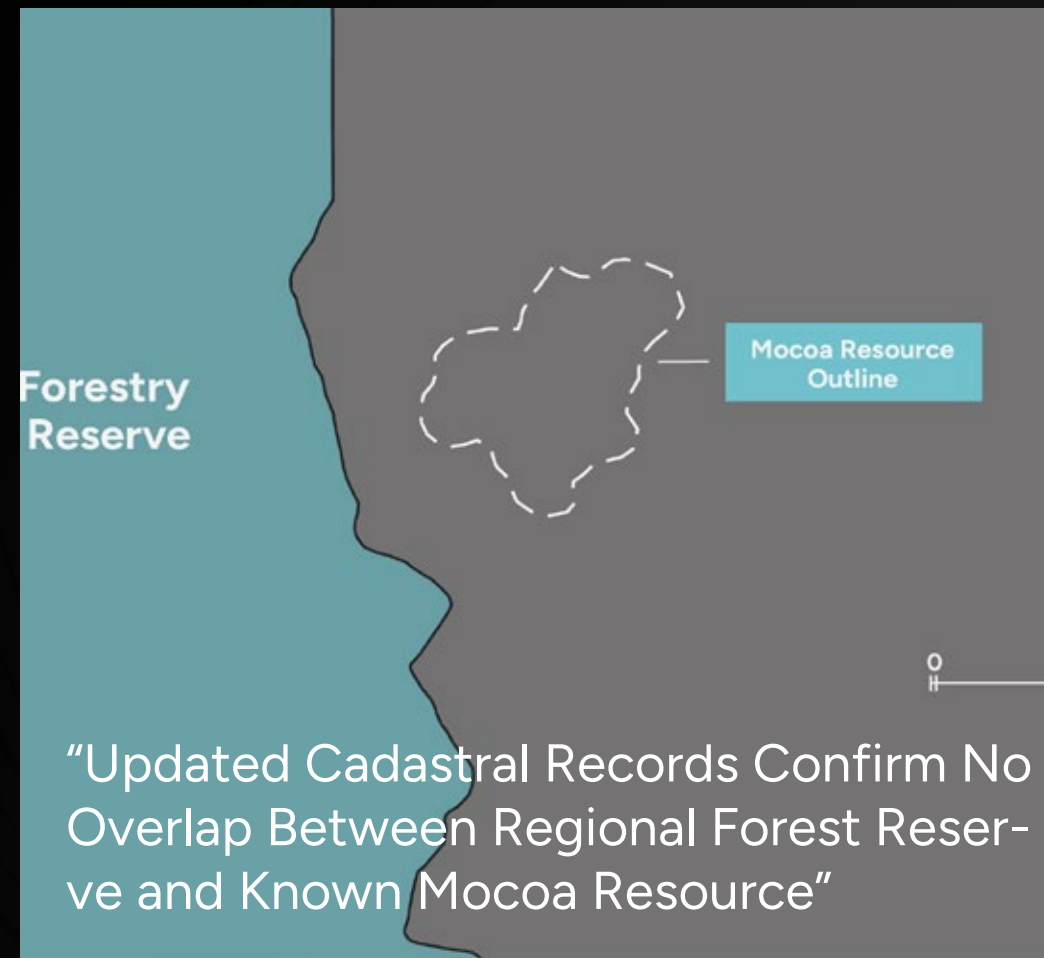 Forestry
Reserve
Mocoa Resource
Outline
0
“Updated Cadastral Records Confirm No
Overlap Between Regional Forest Reser-
ve and Known Mocoa Resource”